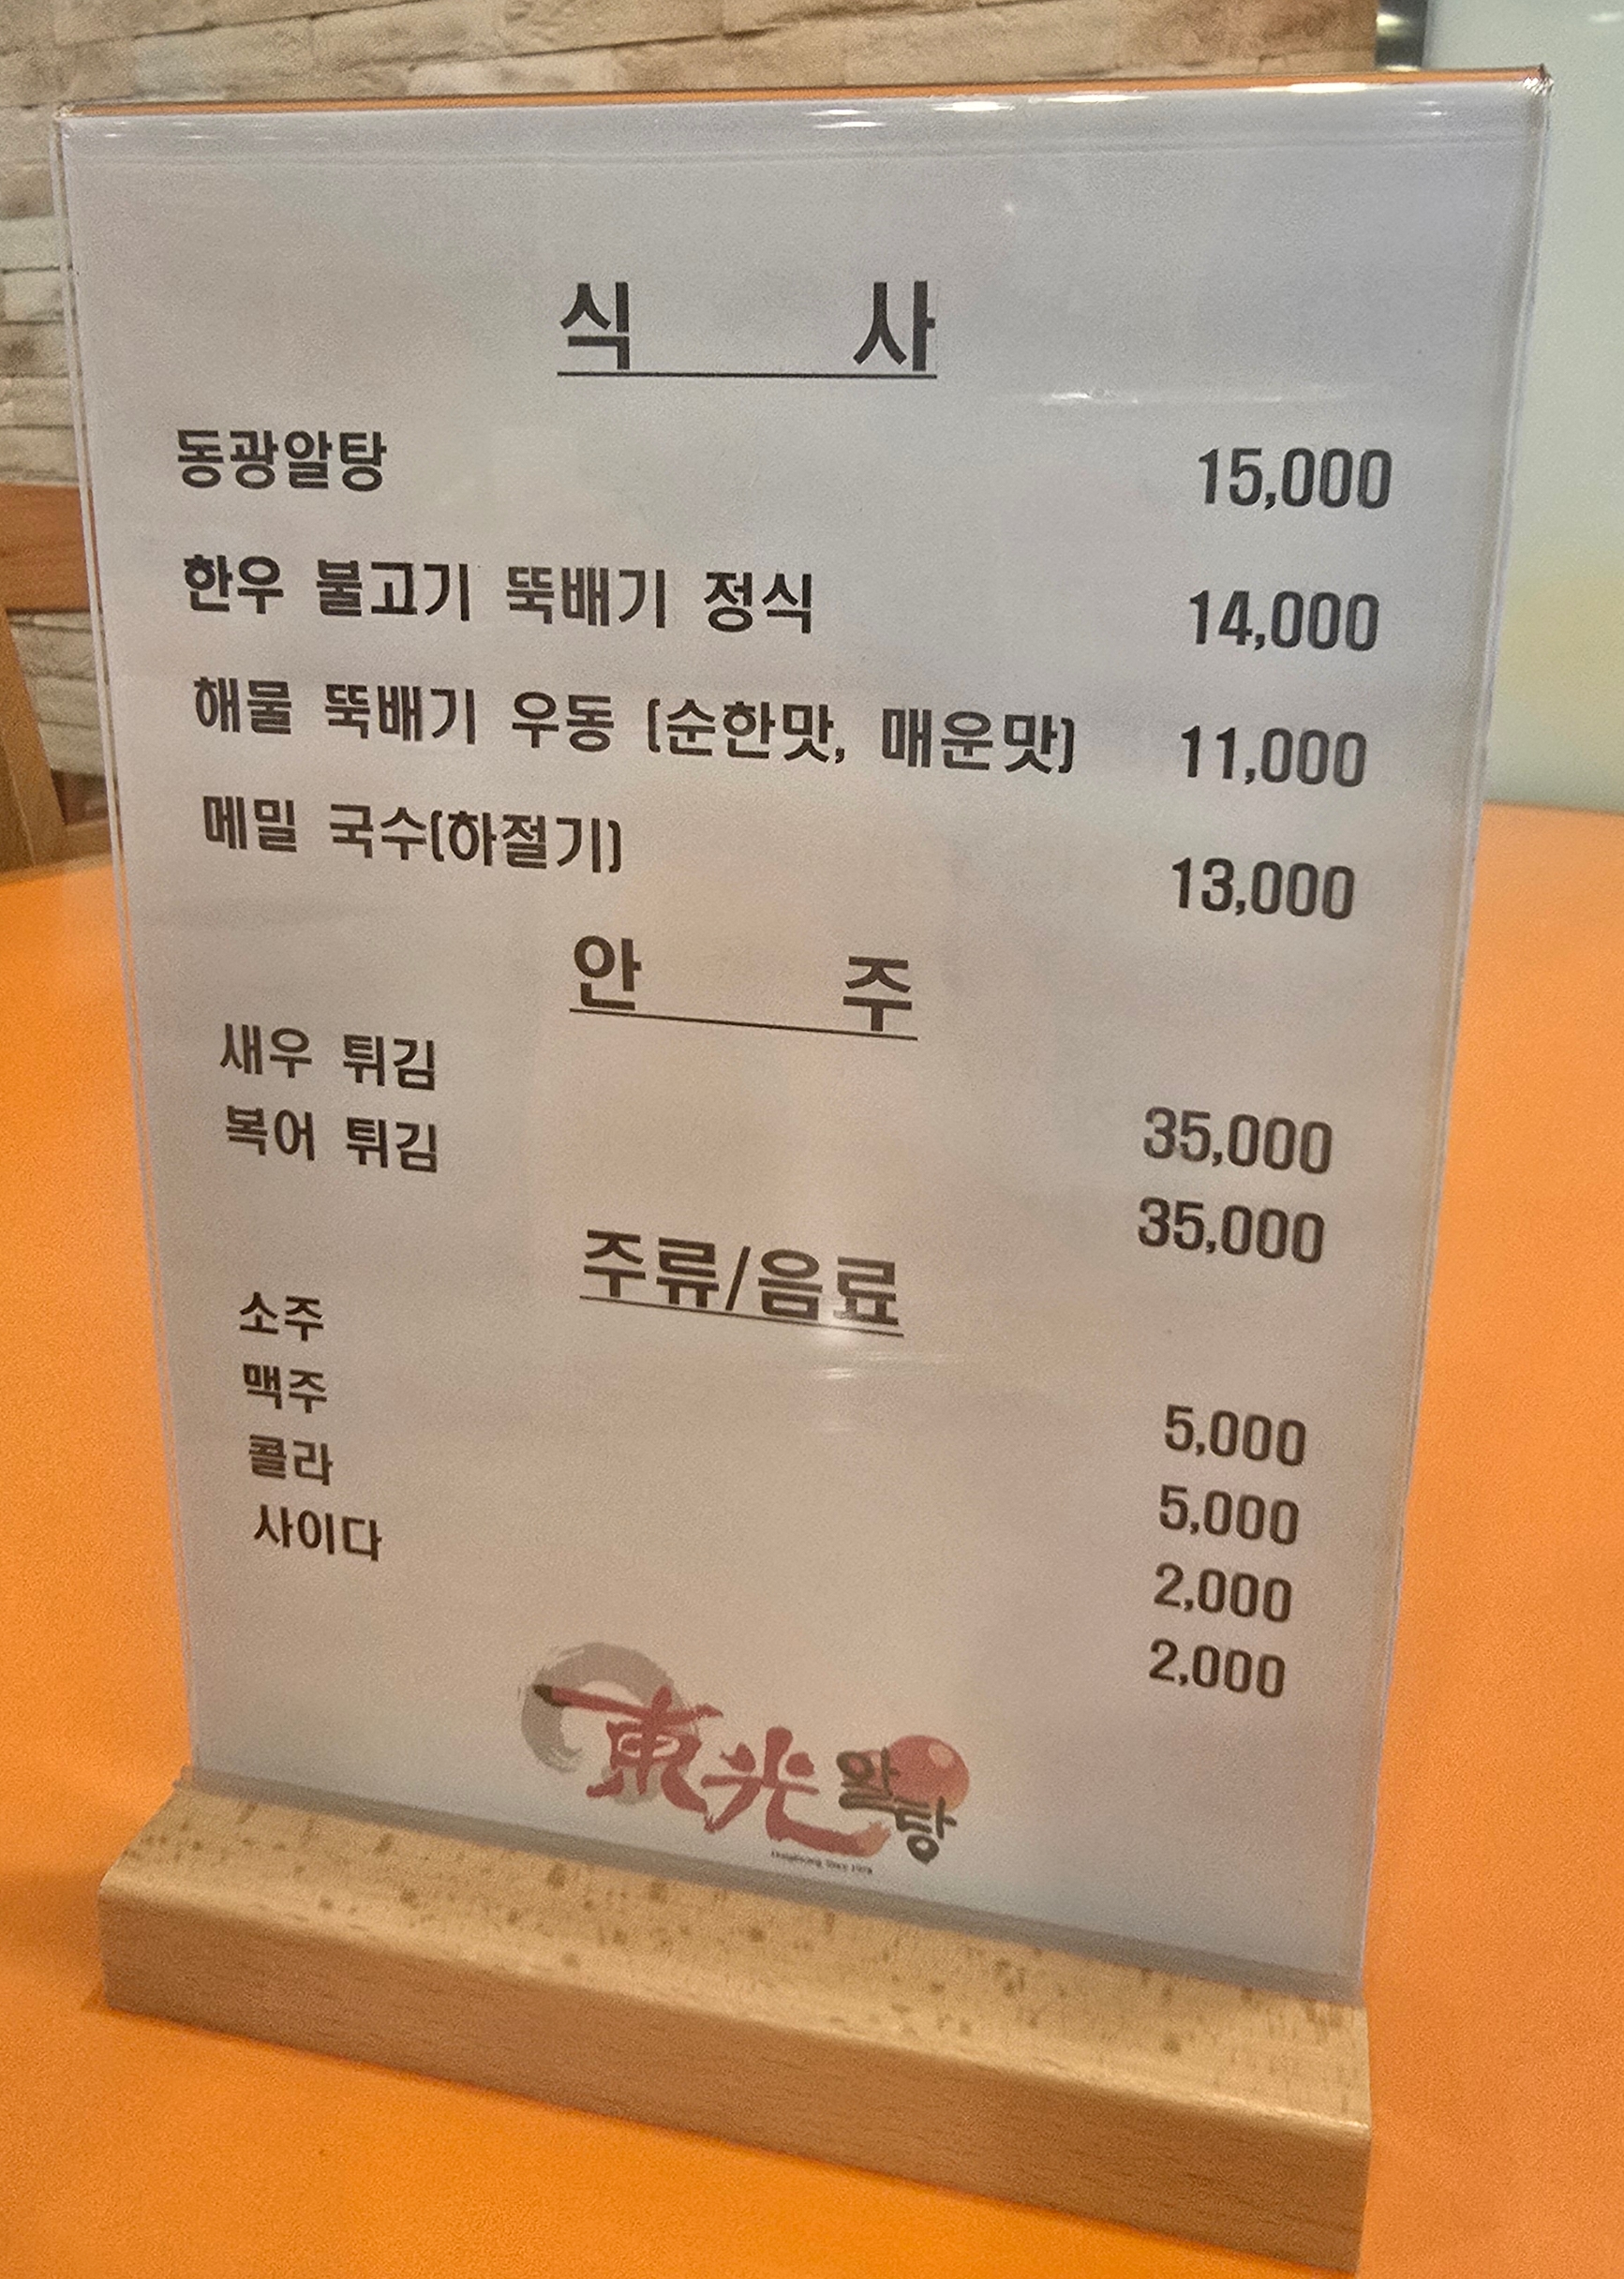 식 사
동광알탕 15,000
한우 불고기 뚝배기 정식 14,000
해물 뚝배기 우동 (순한맛, 매운맛) 11,000
메밀 국수(하절기) 13,000
안 주
새우 튀김 35,000
복어 튀김 35,000
주류/음료
소주 5,000
맥주 5,000
콜라 2,000
사이다 2,000
東光 알탕